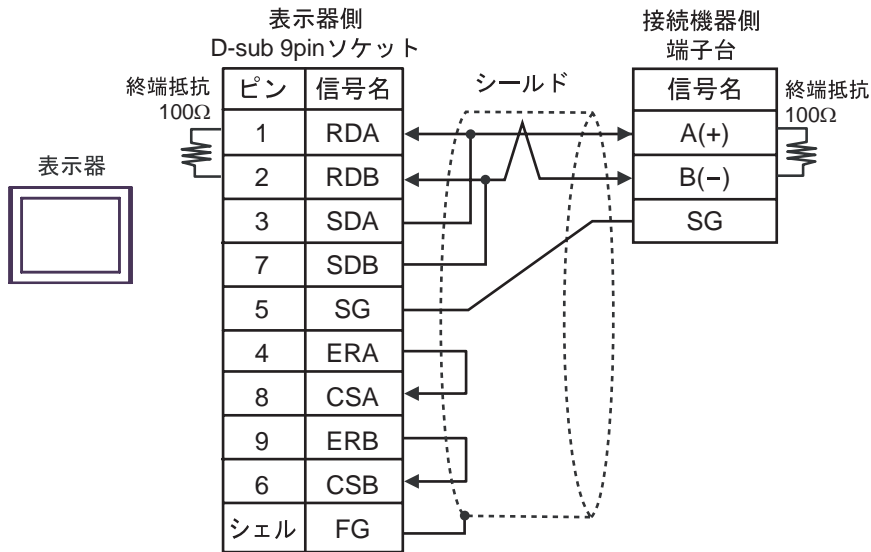 表示器側
D-sub 9pinソケット
接続機器側
端子台
終端抵抗
100Ω
ピン 信号名
シールド
信号名
終端抵抗
100Ω
1 RDA
A(+)
2 RDB
B(−)
3 SDA
SG
7 SDB
5 SG
4 ERA
8 CSA
9 ERB
6 CSB
シェル FG
表示器